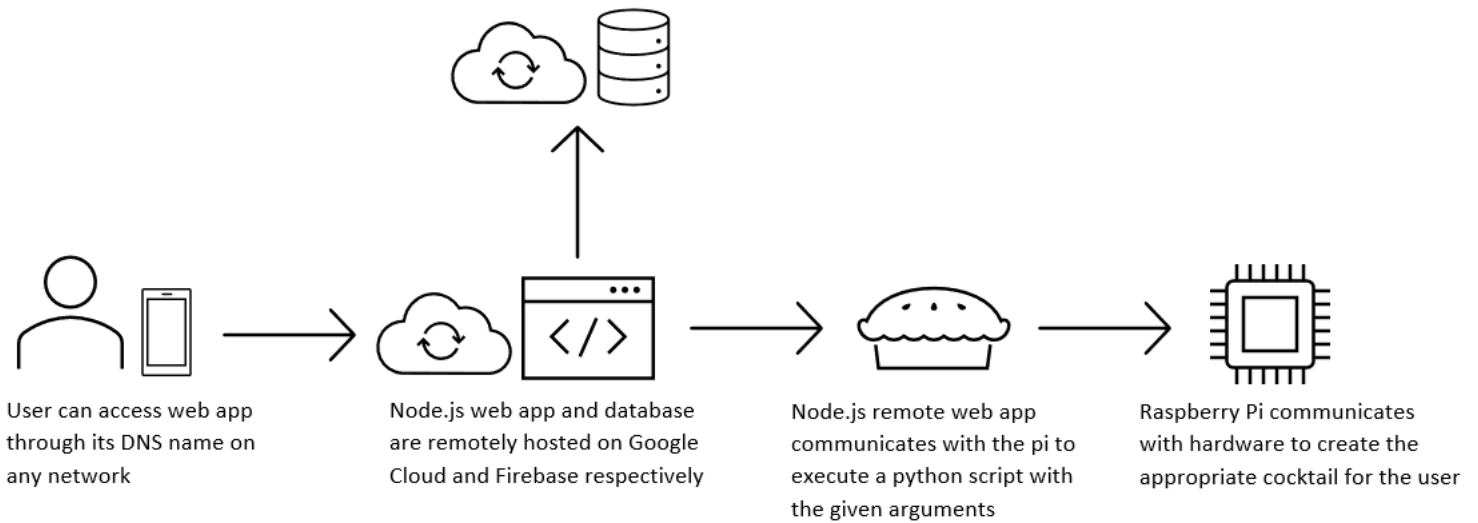 User can access web app
through its DNS name on
any network
Node.js web app and database
are remotely hosted on Google
Cloud and Firebase respectively
Node.js remote web app
communicates with the pi to
execute a python script with
the given arguments
Raspberry Pi communicates
with hardware to create the
appropriate cocktail for the user